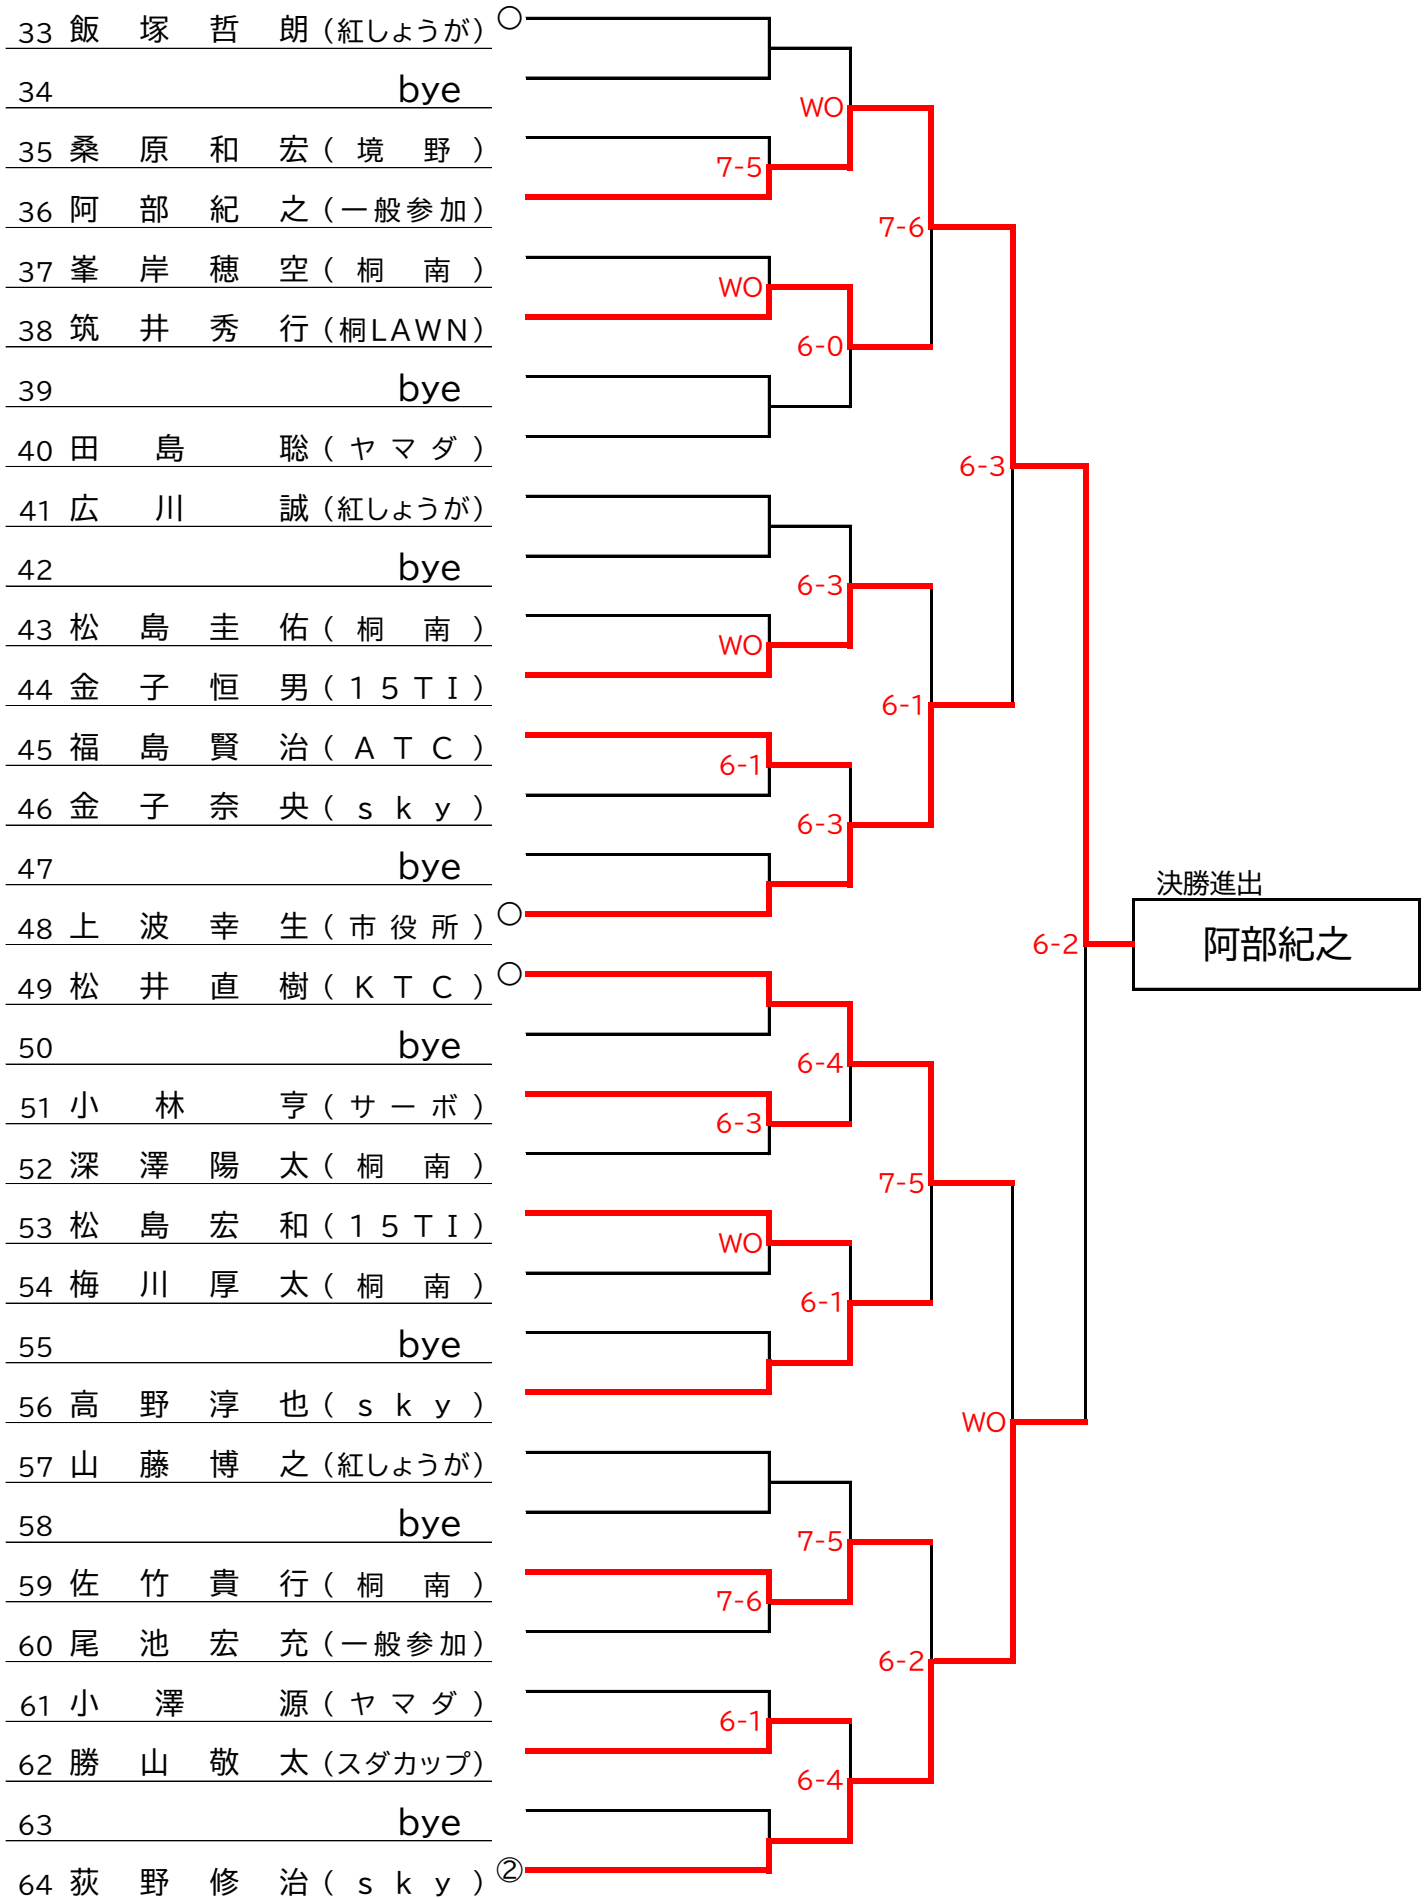 33 飯塚哲朗(紅しょうが) ○
34 bye
WO
35 桑原和宏(境野)
7-5
36 阿部紀之(一般参加)
7-6
37 峯岸穂空(桐南)
WO
38 筑井秀行(桐LAWN)
6-0
39 bye
40 田島聡(ヤマダ)
6-3
41 広川誠(紅しょうが)
42 bye
6-3
43 松島圭佑(桐南)
WO
44 金子恒男(15TI)
6-1
45 福島賢治(ATC)
6-1
46 金子奈央(sky)
6-3
47 bye
決勝進出
48 上波幸生(市役所) ○
6-2
阿部紀之
49 松井直樹(KTC) ○
50 bye
6-4
51 小林亨(サーボ)
6-3
52 深澤陽太(桐南)
7-5
53 松島宏和(15TI)
WO
54 梅川厚太(桐南)
6-1
55 bye
56 高野淳也(sky)
WO
57 山藤博之(紅しょうが)
58 bye
7-5
59 佐竹貴行(桐南)
7-6
60 尾池宏充(一般参加)
6-2
61 小澤源(ヤマダ)
6-1
62 勝山敬太(スダカップ)
6-4
63 bye
64 荻野修治(sky) ②